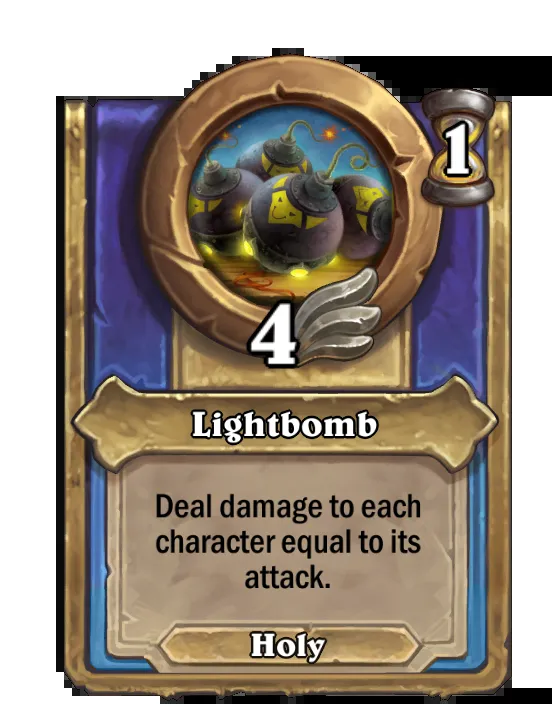 1
4
Lightbomb
Deal damage to each
character equal to its
attack.
Holy